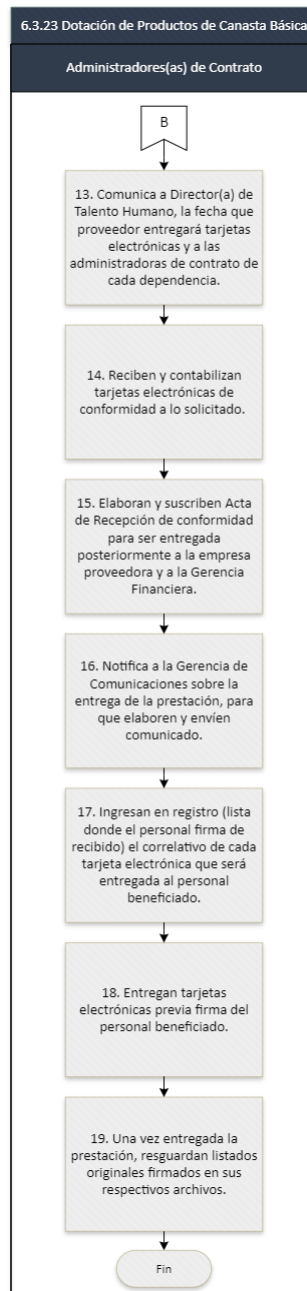 6.3.23 Dotación de Productos de Canasta Básica
Administradores(as) de Contrato
B
13. Comunica a Director(a) de
Talento Humano, la fecha que
proveedor entregará tarjetas
electrónicas y a las
administradoras de contrato de
cada dependencia.
14. Reciben y contabilizan
tarjetas electrónicas de
conformidad a lo solicitado.
15. Elaboran y suscriben Acta
de Recepción de conformidad
para ser entregada
posteriormente a la empresa
proveedora y a la Gerencia
Financiera.
16. Notifica a la Gerencia de
Comunicaciones sobre la
entrega de la prestación, para
que elaboren y envíen
comunicado.
17. Ingresan en registro (lista
donde el personal firma de
recibido) el correlativo de cada
tarjeta electrónica que será
entregada al personal
beneficiado.
18. Entregan tarjetas
electrónicas previa firma del
personal beneficiado.
19. Una vez entregada la
prestación, resguardan listados
originales firmados en sus
respectivos archivos.
Fin